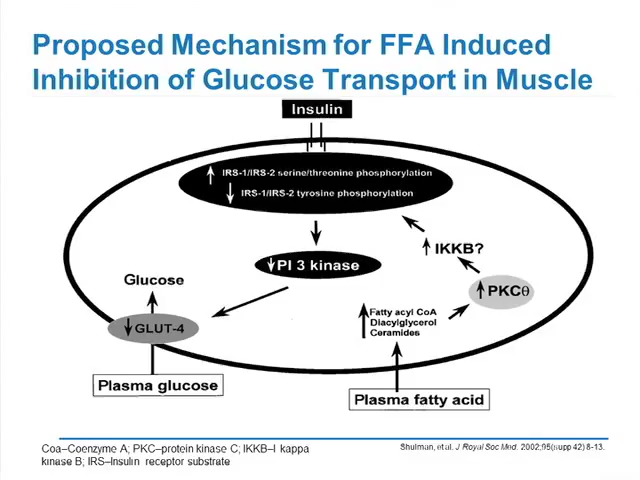 Proposed Mechanism for FFA Induced
Inhibition of Glucose Transport in Muscle
Insulin
IRS-1/IRS-2 serine/threonine phosphorylation
IRS-1/IRS-2 tyrosine phosphorylation
IKKB?
PI 3 kinase
Glucose
PKCθ
Fatty acyl CoA
Diacylglycerol
Ceramides
GLUT-4
Plasma glucose
Plasma fatty acid
Coa–Coenzyme A; PKC–protein kinase C; IKKB–I kappa
kinase B; IRS–Insulin receptor substrate
Shulman, et al. J Royal Soc Med. 2002;95(supp 42) 8-13.